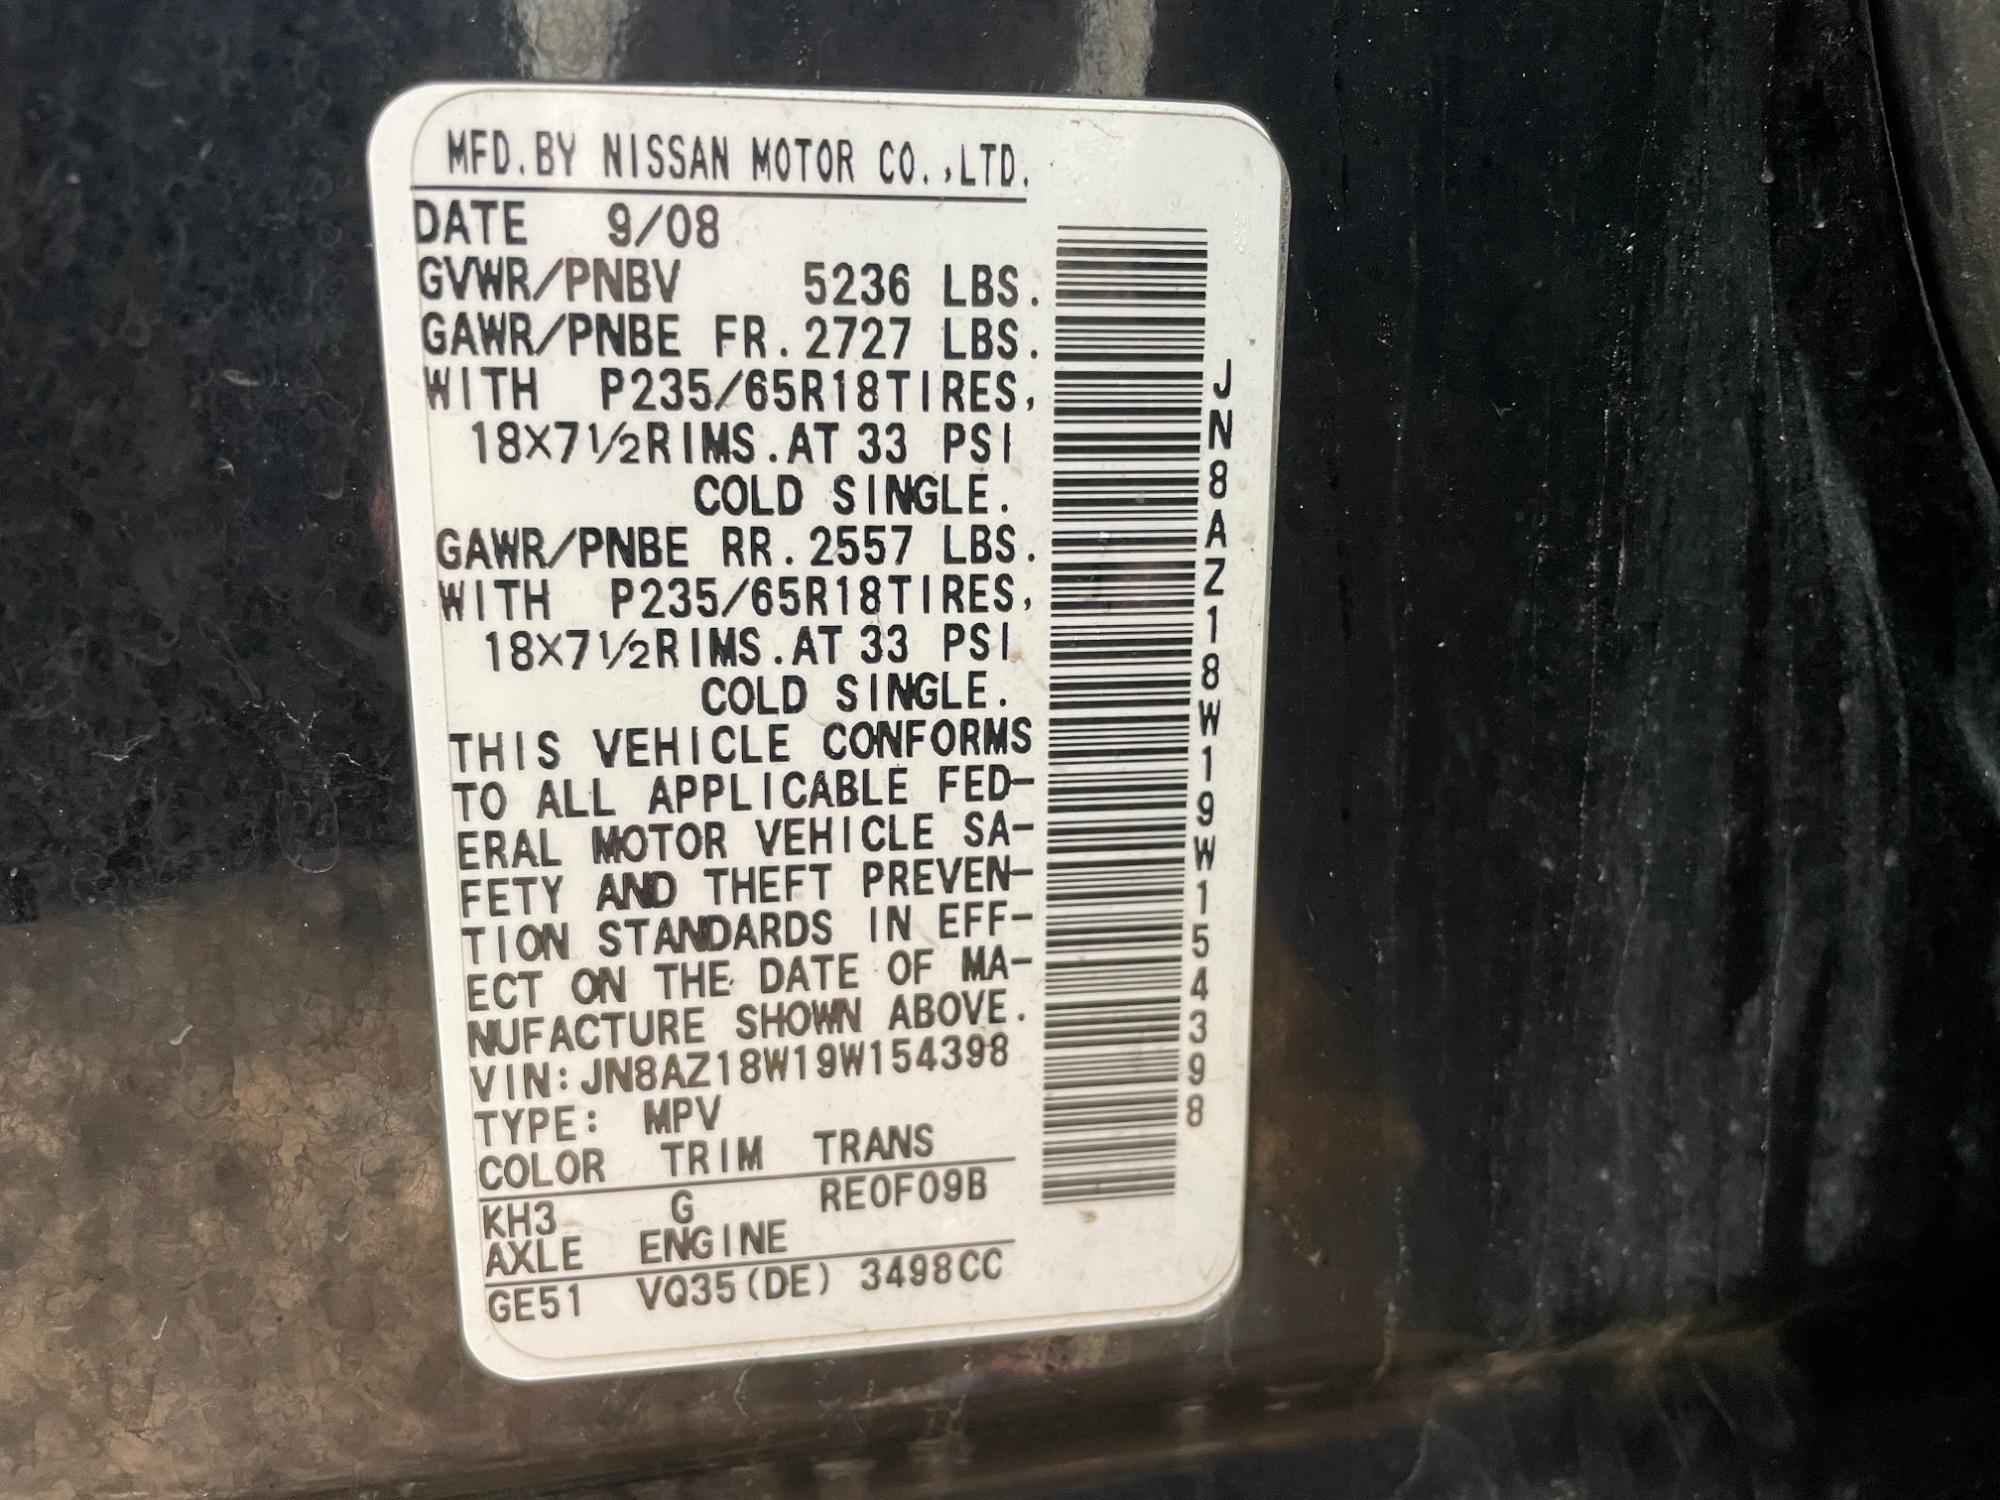 MFD.BY NISSAN MOTOR CO.,LTD.
DATE 9/08
GVWR/PNBV 5236 LBS.
GAWR/PNBE FR.2727 LBS.
WITH P235/65R18TIRES,
18X7½RIMS.AT 33 PSI
COLD SINGLE.
GAWR/PNBE RR.2557 LBS.
WITH P235/65R18TIRES,
18X7½RIMS.AT 33 PSI
COLD SINGLE.
THIS VEHICLE CONFORMS
TO ALL APPLICABLE FED-
ERAL MOTOR VEHICLE SA-
FETY AND THEFT PREVEN-
TION STANDARDS IN EFF-
ECT ON THE DATE OF MA-
NUFACTURE SHOWN ABOVE.
VIN:JN8AZ18W19W154398
TYPE: MPV
COLOR TRIM TRANS
KH3 G RE0F09B
AXLE ENGINE
GE51 VQ35(DE) 3498CC
JN8AZ18W19W154398